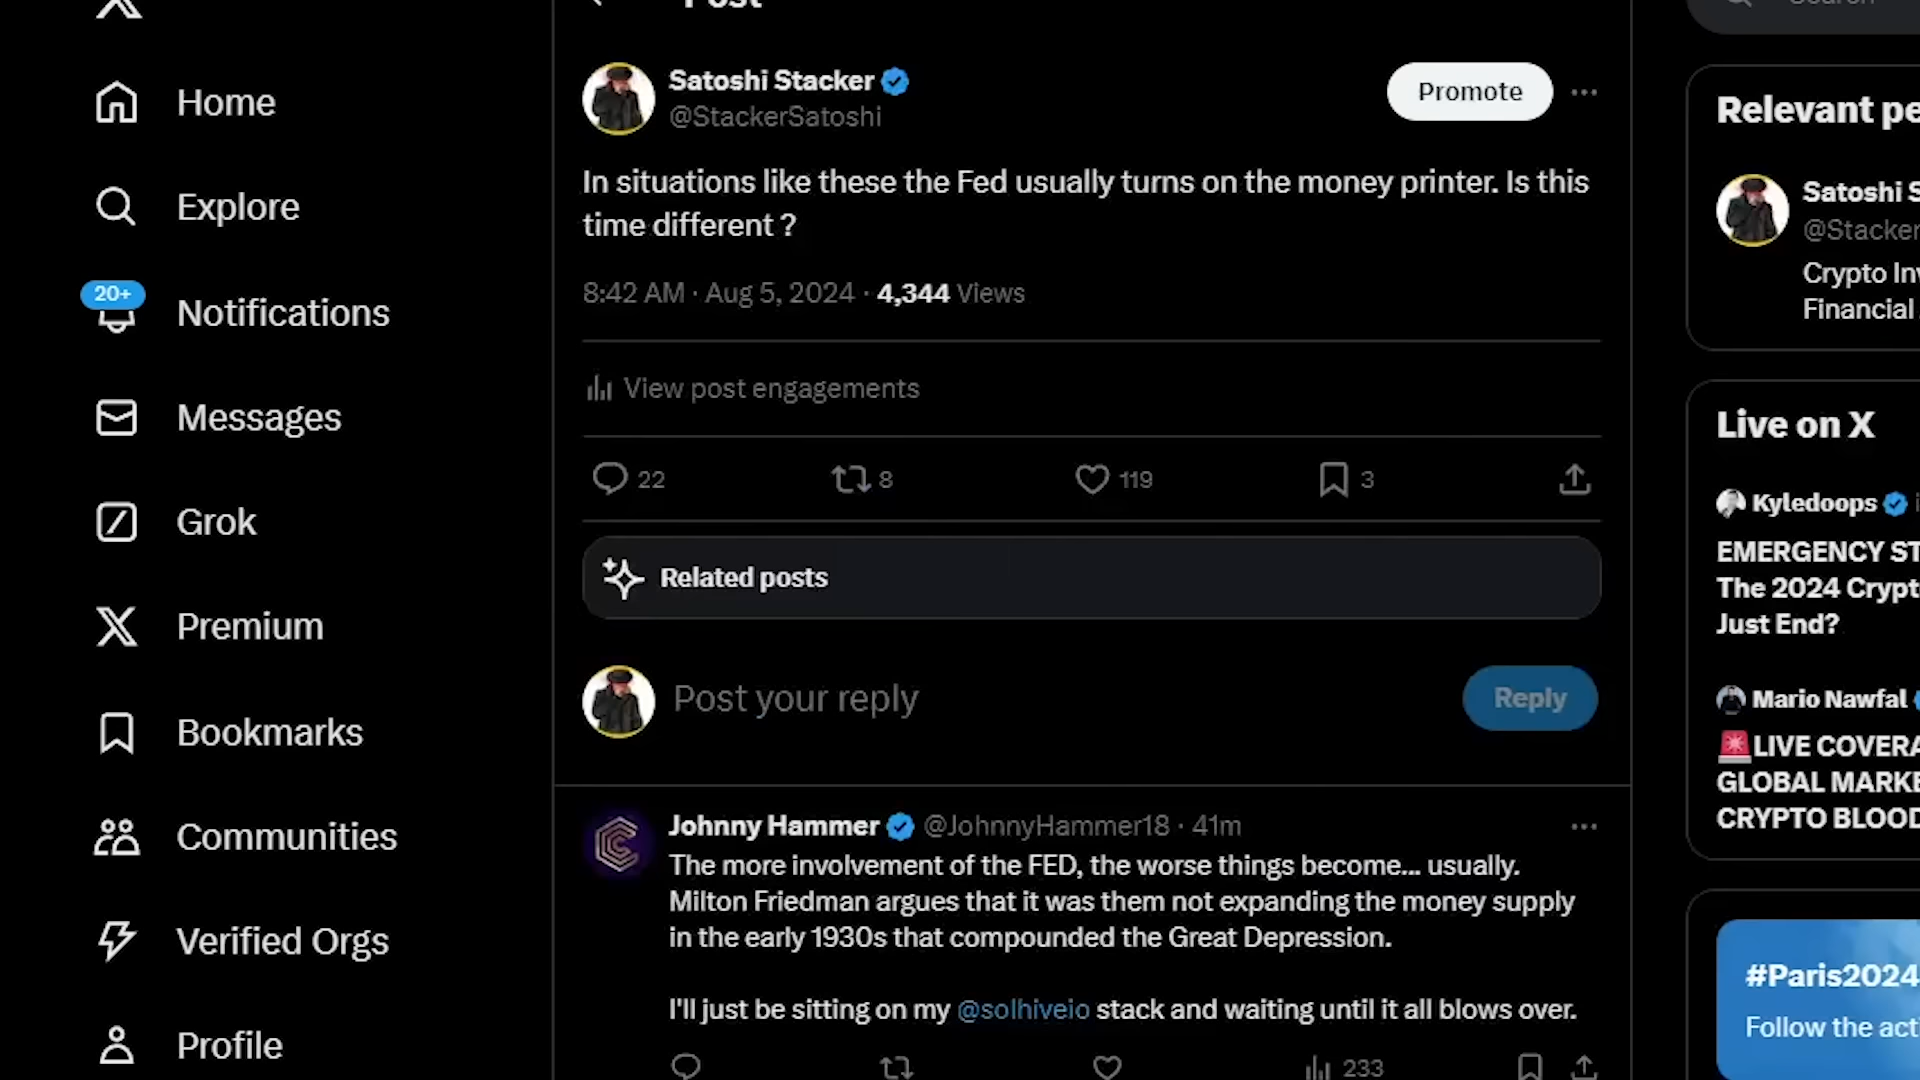 Post
Search
Home
Explore
20+
Notifications
Messages
Grok
Premium
Bookmarks
Communities
Verified Orgs
Profile
Satoshi Stacker
@StackerSatoshi
Promote
In situations like these the Fed usually turns on the money printer. Is this
time different ?
8:42 AM · Aug 5, 2024 · 4,344 Views
View post engagements
22 8 119 3
Related posts
Post your reply
Reply
Johnny Hammer @JohnnyHammer18 · 41m
The more involvement of the FED, the worse things become... usually.
Milton Friedman argues that it was them not expanding the money supply
in the early 1930s that compounded the Great Depression.
I'll just be sitting on my @solhiveio stack and waiting until it all blows over.
233
Relevant pe
Satoshi S
@Stacker
Crypto Inv
Financial
Live on X
Kyledoops
EMERGENCY ST
The 2024 Crypt
Just End?
Mario Nawfal
LIVE COVERA
GLOBAL MARKE
CRYPTO BLOOD
#Paris2024
Follow the act